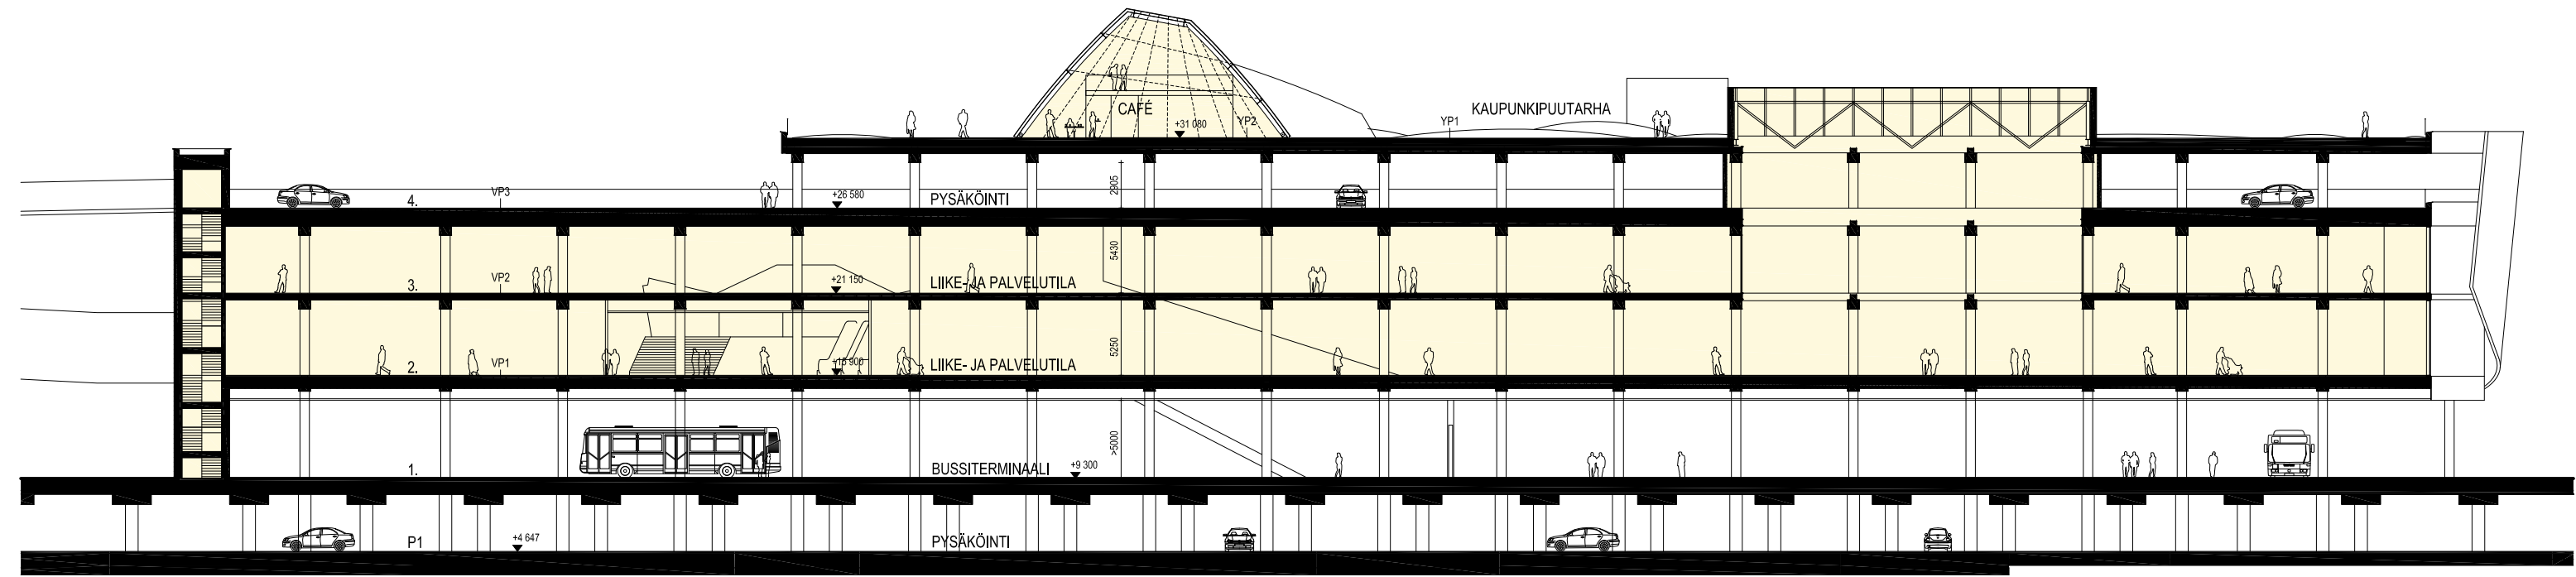 CAFÉ
+31 080
YP2
YP1
KAUPUNKIPUUTARHA
4.
VP3
+26 580
PYSÄKÖINTI
2905
3.
VP2
+21 150
LIIKE- JA PALVELUTILA
5430
2.
VP1
+15 900
LIIKE- JA PALVELUTILA
5250
1.
BUSSITERMINAALI
+9 300
>5000
P1
+4 647
PYSÄKÖINTI